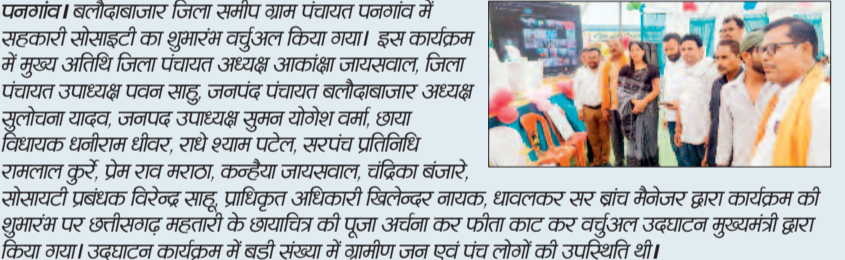 पनगांव। बलौदाबाजार जिला समीप ग्राम पंचायत पनगांव में
सहकारी सोसाइटी का शुभारंभ वर्चुअल किया गया। इस कार्यक्रम
में मुख्य अतिथि जिला पंचायत अध्यक्ष आकांक्षा जायसवाल, जिला
पंचायत उपाध्यक्ष पवन साहु, जनपंद पंचायत बलौदाबाजार अध्यक्ष
सुलोचना यादव, जनपद उपाध्यक्ष सुमन योगेश वर्मा, छाया
विधायक धनीराम धीवर, राधे श्याम पटेल, सरपंच प्रतिनिधि
रामलाल कुर्रे, प्रेम राव मराठा, कन्हैया जायसवाल, चंद्रिका बंजारे,
सोसायटी प्रबंधक विरेन्द्र साहू, प्राधिकृत अधिकारी खिलेन्दर नायक, धावलकर सर ब्रांच मैनेजर द्वारा कार्यक्रम की
शुभारंभ पर छत्तीसगढ़ महतारी के छायाचित्र की पूजा अर्चना कर फीता काट कर वर्चुअल उदघाटन मुख्यमंत्री द्वारा
किया गया। उदघाटन कार्यक्रम में बडी संख्या में ग्रामीण जन एवं पंच लोगों की उपस्थिति थी।